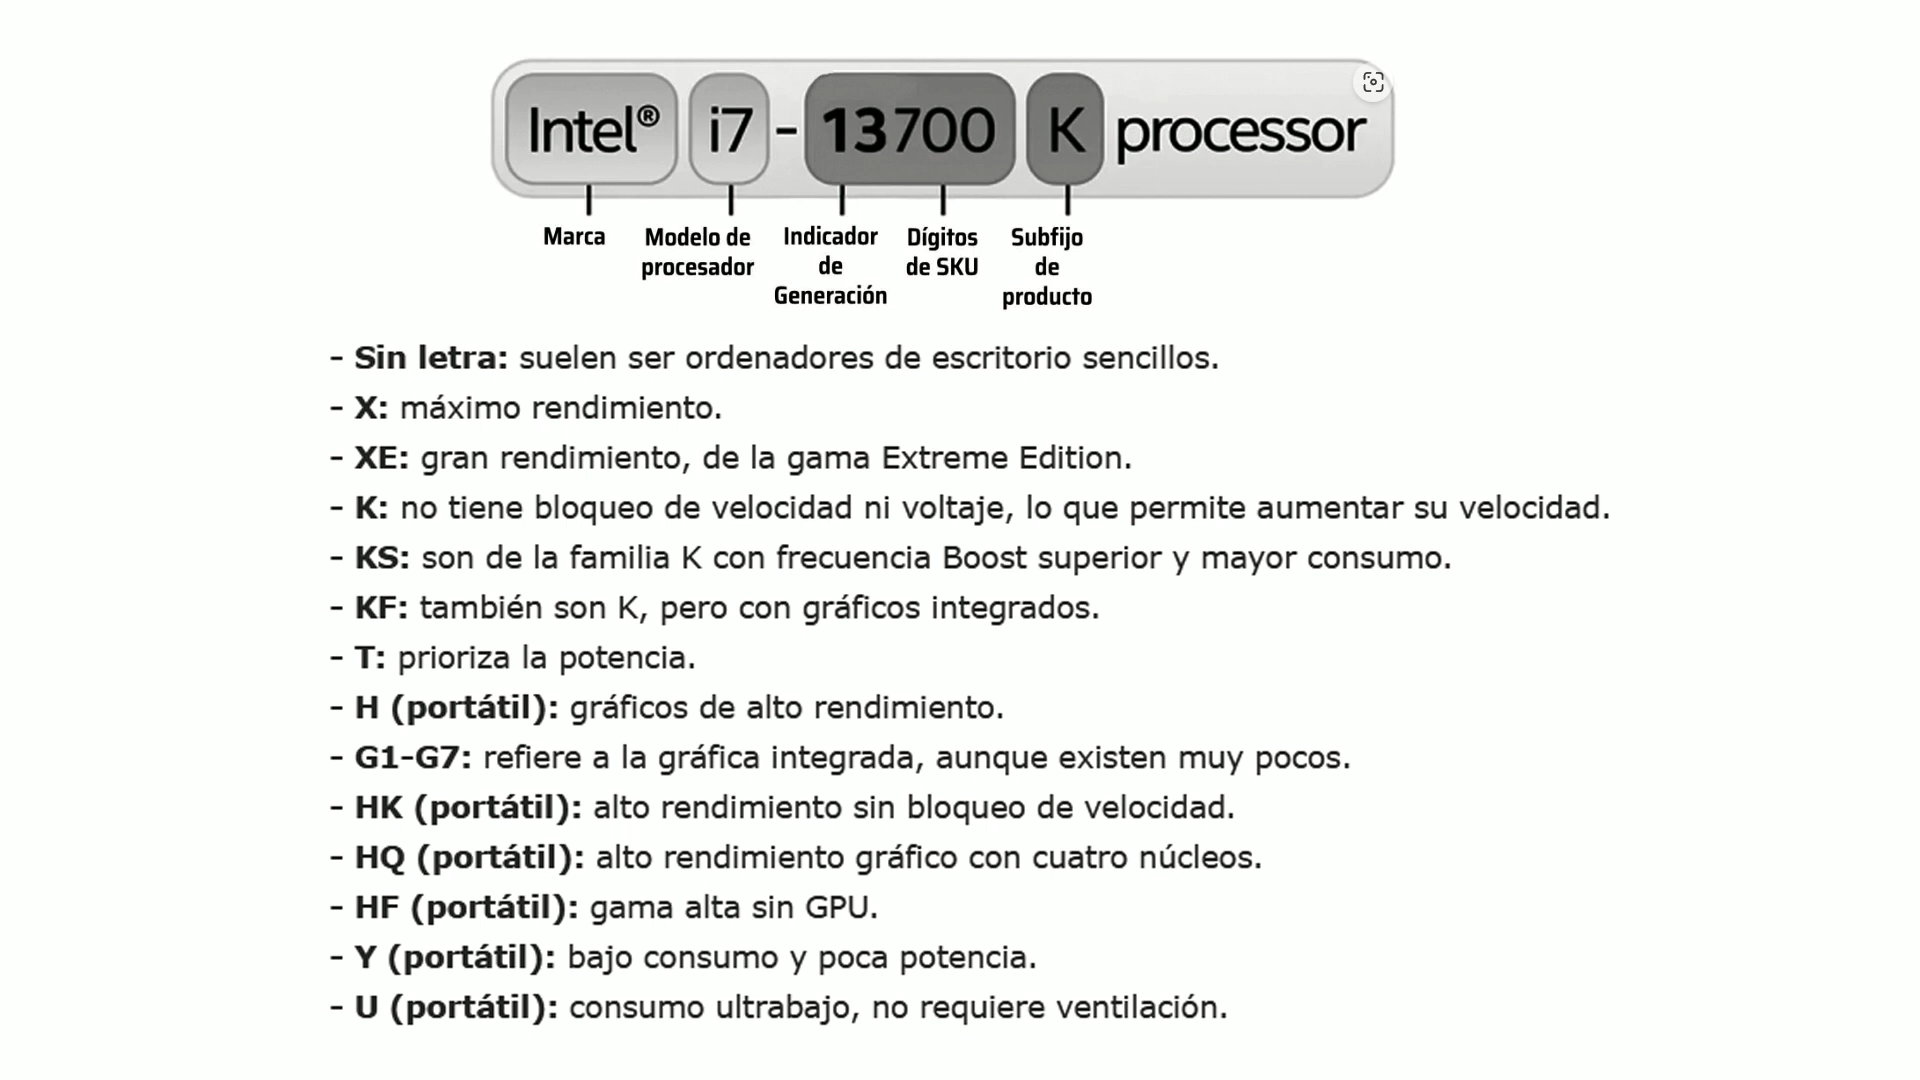 Intel® i7 - 13700 K processor
Marca
Modelo de procesador
Indicador de Generación
Dígitos de SKU
Subfijo de producto
- Sin letra: suelen ser ordenadores de escritorio sencillos.
- X: máximo rendimiento.
- XE: gran rendimiento, de la gama Extreme Edition.
- K: no tiene bloqueo de velocidad ni voltaje, lo que permite aumentar su velocidad.
- KS: son de la familia K con frecuencia Boost superior y mayor consumo.
- KF: también son K, pero con gráficos integrados.
- T: prioriza la potencia.
- H (portátil): gráficos de alto rendimiento.
- G1-G7: refiere a la gráfica integrada, aunque existen muy pocos.
- HK (portátil): alto rendimiento sin bloqueo de velocidad.
- HQ (portátil): alto rendimiento gráfico con cuatro núcleos.
- HF (portátil): gama alta sin GPU.
- Y (portátil): bajo consumo y poca potencia.
- U (portátil): consumo ultrabajo, no requiere ventilación.